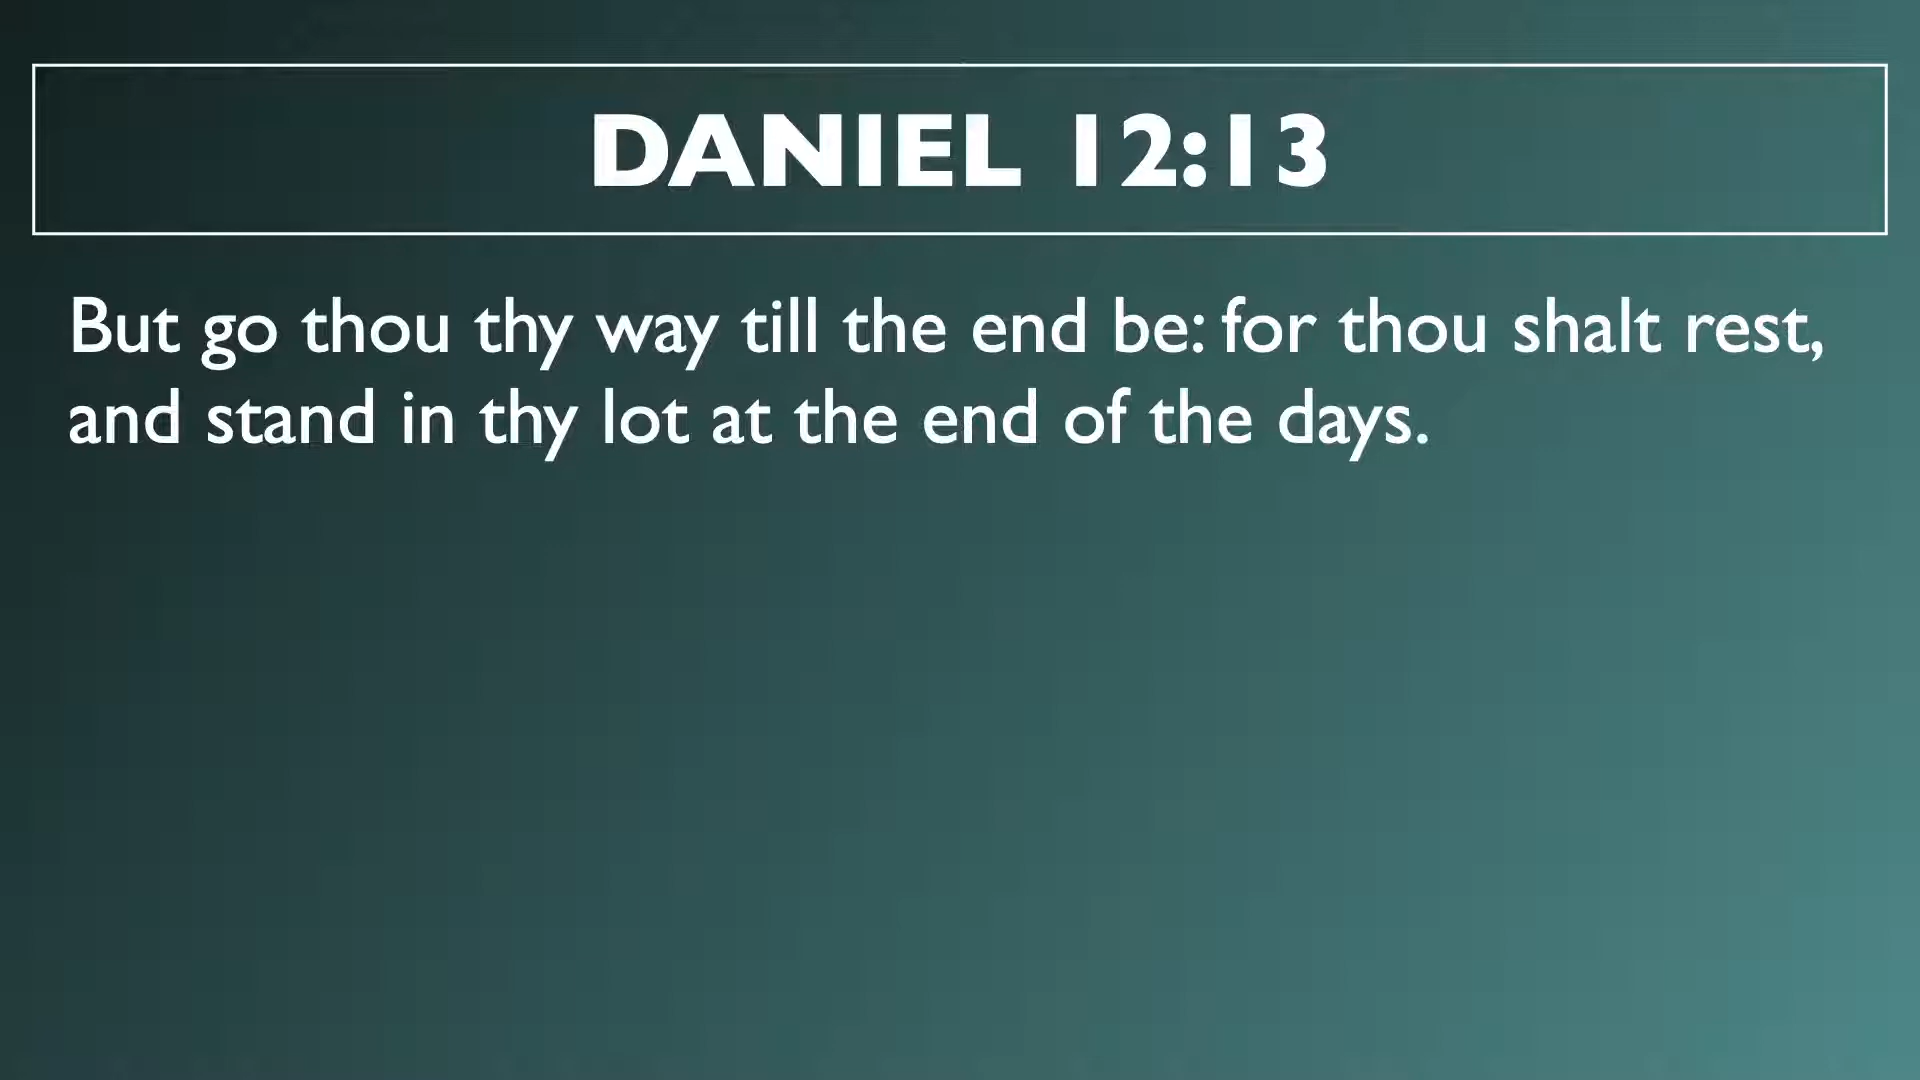 DANIEL 12:13
But go thou thy way till the end be: for thou shalt rest,
and stand in thy lot at the end of the days.